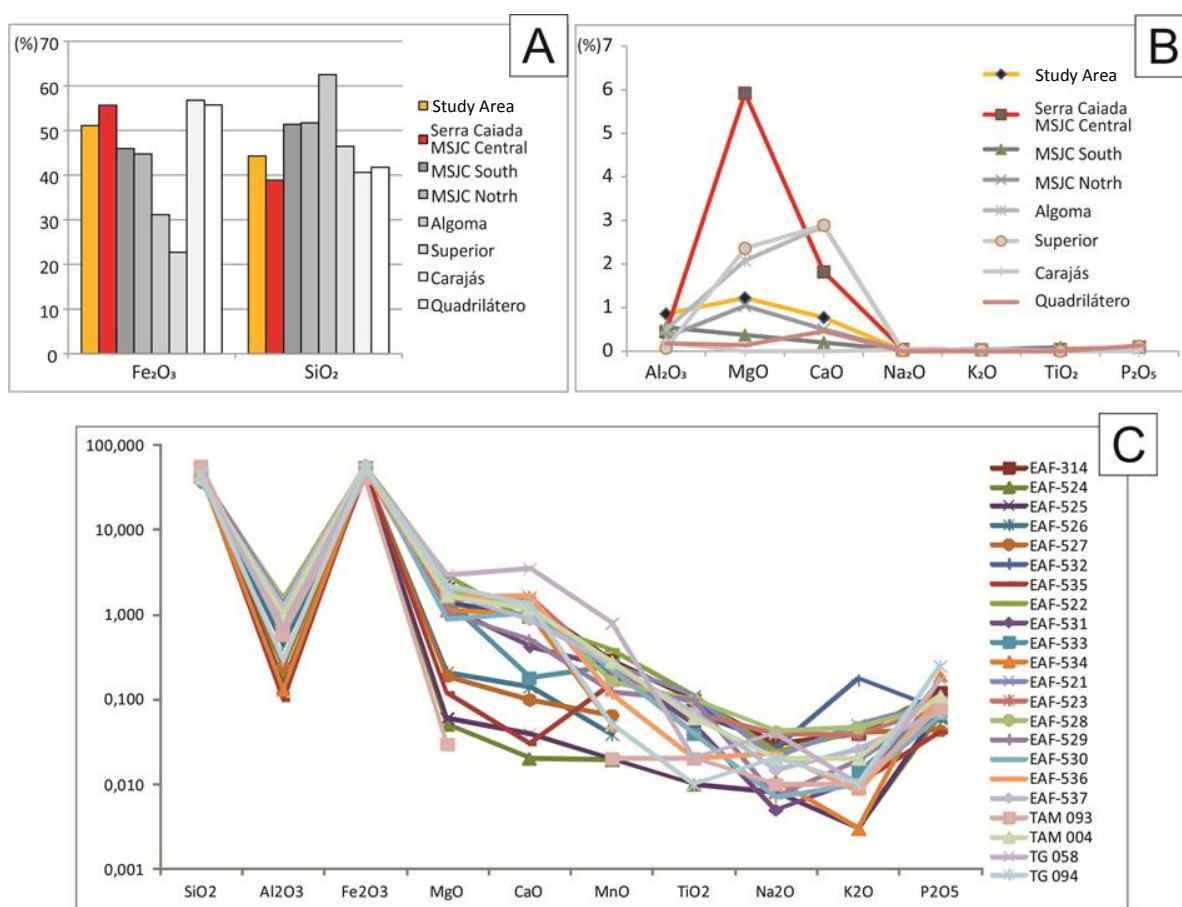 A
(%)70
60
50
40
30
20
10
0
Fe₂O₃ SiO₂
Study Area
Serra Caiada
MSJC Central
MSJC South
MSJC Notrh
Algoma
Superior
Carajás
Quadrilátero
B
(%)7
6
5
4
3
2
1
0
Al₂O₃ MgO CaO Na₂O K₂O TiO₂ P₂O₅
Study Area
Serra Caiada
MSJC Central
MSJC South
MSJC Notrh
Algoma
Superior
Carajás
Quadrilátero
C
100,000
10,000
1,000
0,100
0,010
0,001
SiO2 Al2O3 Fe2O3 MgO CaO MnO TiO2 Na2O K2O P2O5
EAF-314
EAF-524
EAF-525
EAF-526
EAF-527
EAF-532
EAF-535
EAF-522
EAF-531
EAF-533
EAF-534
EAF-521
EAF-523
EAF-528
EAF-529
EAF-530
EAF-536
EAF-537
TAM 093
TAM 004
TG 058
TG 094